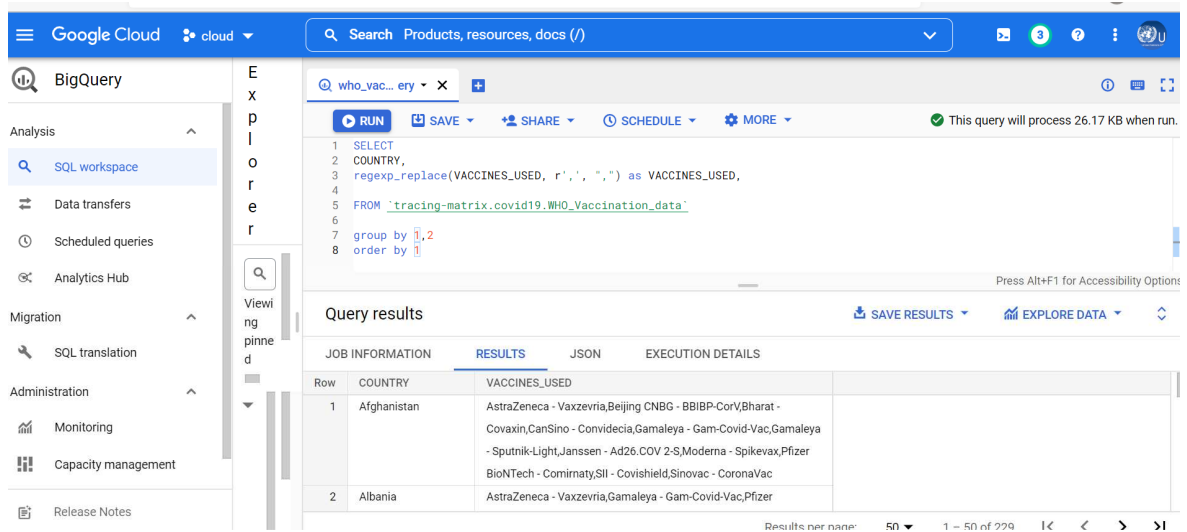 Google Cloud
cloud
Search Products, resources, docs (/)
3
U
BigQuery
Analysis
SQL workspace
Data transfers
Scheduled queries
Analytics Hub
Migration
SQL translation
Administration
Monitoring
Capacity management
Release Notes
E
x
p
l
o
r
e
r
Viewi
ng
pinne
d
who_vac... ery
RUN
SAVE
SHARE
SCHEDULE
MORE
This query will process 26.17 KB when run.
1 SELECT
2 COUNTRY,
3 regexp_replace(VACCINES_USED, r',', ",") as VACCINES_USED,
4
5 FROM `tracing-matrix.covid19.WHO_Vaccination_data`
6
7 group by 1,2
8 order by 1
Press Alt+F1 for Accessibility Options
Query results
SAVE RESULTS
EXPLORE DATA
JOB INFORMATION
RESULTS
JSON
EXECUTION DETAILS
Row COUNTRY VACCINES_USED
1 Afghanistan AstraZeneca - Vaxzevria,Beijing CNBG - BBIBP-CorV,Bharat -
Covaxin,CanSino - Convidecia,Gamaleya - Gam-Covid-Vac,Gamaleya
- Sputnik-Light,Janssen - Ad26.COV 2-S,Moderna - Spikevax,Pfizer
BioNTech - Comirnaty,SII - Covishield,Sinovac - CoronaVac
2 Albania AstraZeneca - Vaxzevria,Gamaleya - Gam-Covid-Vac,Pfizer
Results per page: 50 1 – 50 of 229